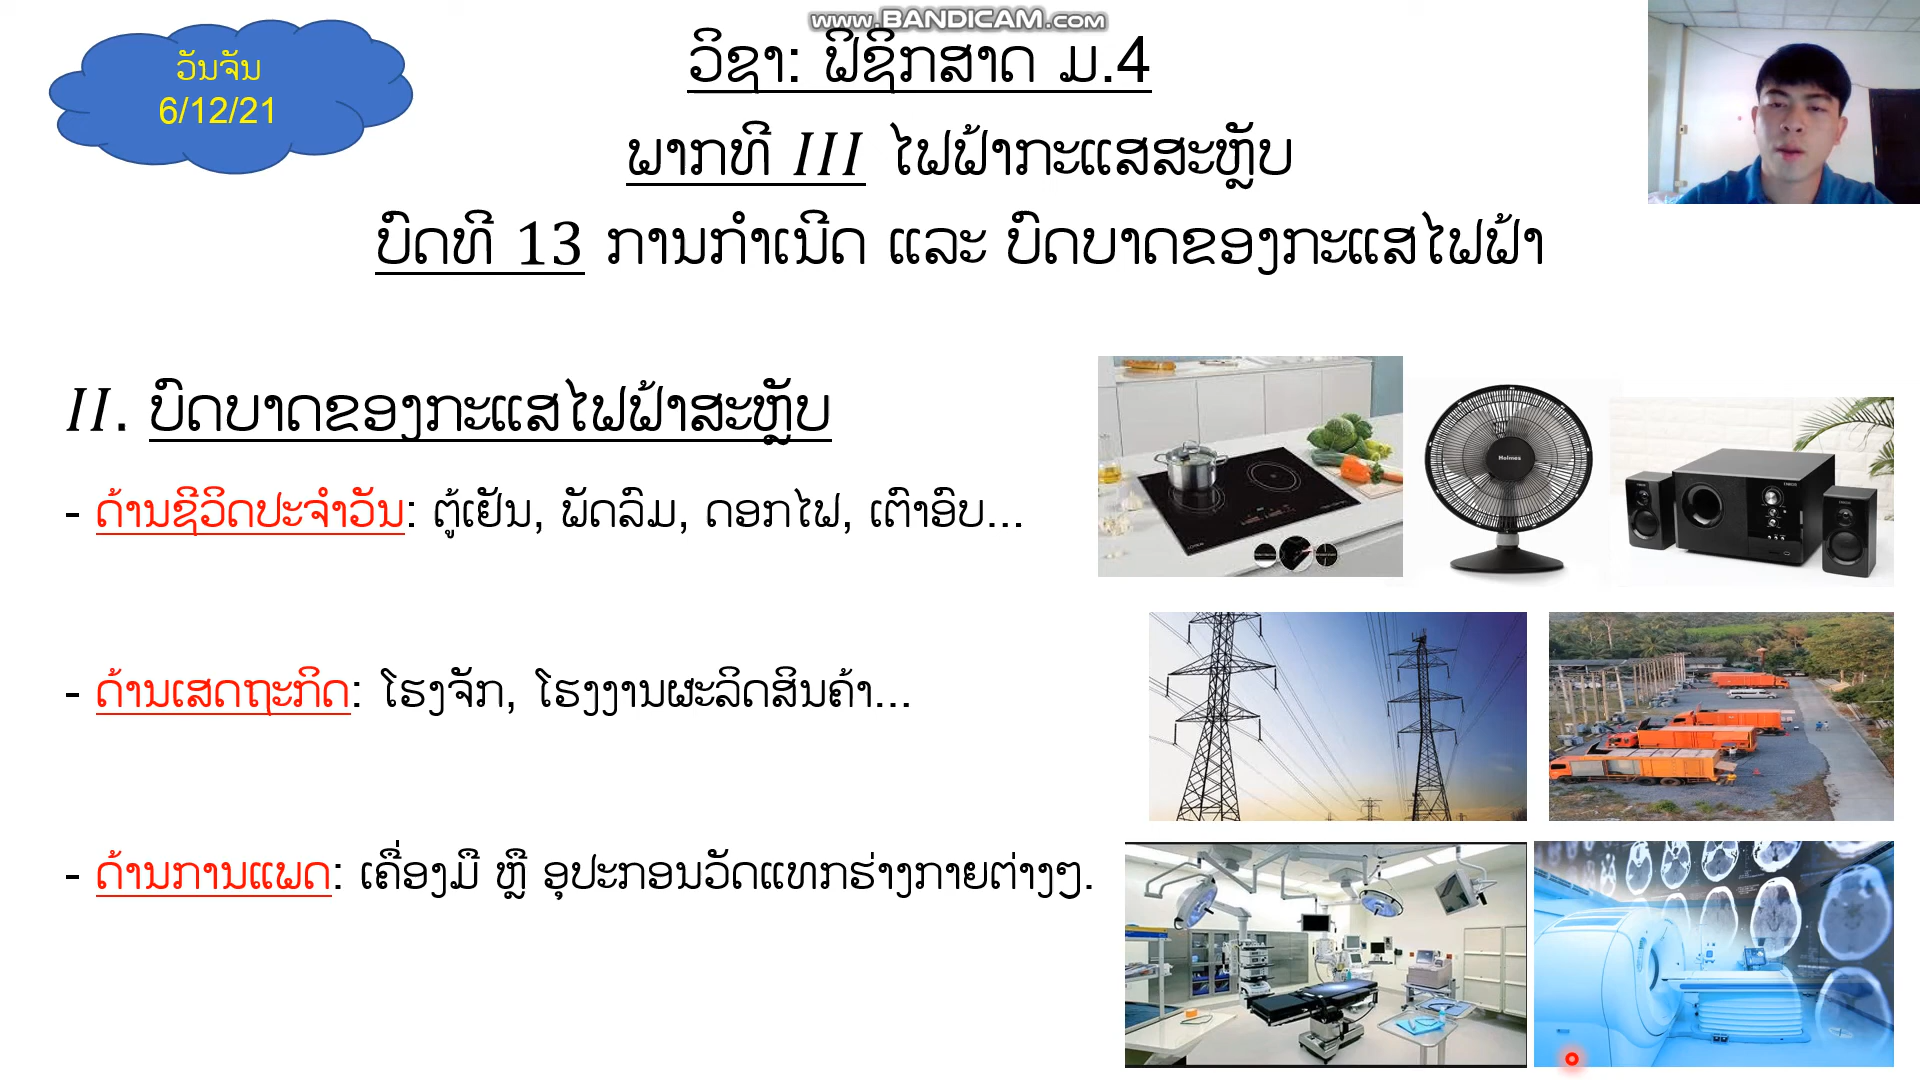 www.BANDICAM.com
ວັນຈັນ
6/12/21
ວິຊາ: ຟີຊິກສາດ ມ.4
ພາກທີ III ໄຟຟ້າກະແສສະຫຼັບ
ບົດທີ 13 ການກຳເນີດ ແລະ ບົດບາດຂອງກະແສໄຟຟ້າ
II. ບົດບາດຂອງກະແສໄຟຟ້າສະຫຼັບ
- ດ້ານຊີວິດປະຈຳວັນ: ຕູ້ເຢັນ, ພັດລົມ, ດອກໄຟ, ເຕົາອົບ...
Holmes
- ດ້ານເສດຖະກິດ: ໂຮງຈັກ, ໂຮງງານຜະລິດສິນຄ້າ...
- ດ້ານການແພດ: ເຄື່ອງມື ຫຼື ອຸປະກອນວັດແທກຮ່າງກາຍຕ່າງໆ.